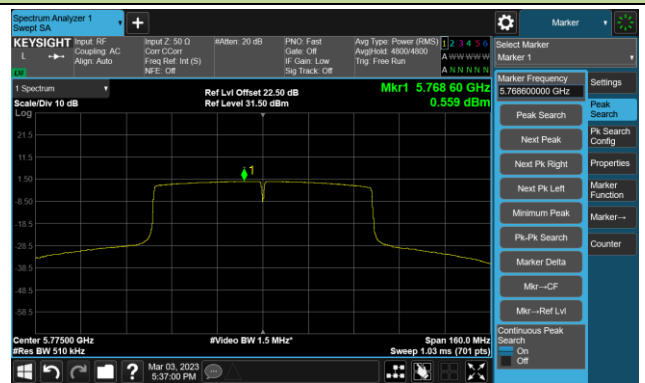 Spectrum Analyzer 1
Swept SA
Marker
KEYSIGHT
L
Input: RF
Coupling: AC
Align: Auto
Input Z: 50 Ω
Corr CCorr
Freq Ref: Int (S)
NFE: Off
#Atten: 20 dB
PNO: Fast
Gate: Off
IF Gain: Low
Sig Track: Off
Avg Type: Power (RMS)
Avg|Hold: 4800/4800
Trig: Free Run
1 2 3 4 5 6
A W W W W W
A N N N N N
Select Marker
Marker 1
1 Spectrum
Scale/Div 10 dB
Log
Ref Lvl Offset 22.50 dB
Ref Level 31.50 dBm
Mkr1 5.768 60 GHz
0.559 dBm
21.5
11.5
1.50
-8.50
-18.5
-28.5
-38.5
-48.5
-58.5
1
Center 5.77500 GHz
#Res BW 510 kHz
#Video BW 1.5 MHz*
Span 160.0 MHz
Sweep 1.03 ms (701 pts)
Marker Frequency
5.768600000 GHz
Peak Search
Next Peak
Next Pk Right
Next Pk Left
Minimum Peak
Pk-Pk Search
Marker Delta
Mkr→CF
Mkr→Ref Lvl
Continuous Peak
Search
On
Off
Settings
Peak
Search
Pk Search
Config
Properties
Marker
Function
Marker→
Counter
?
Mar 03, 2023
5:37:00 PM